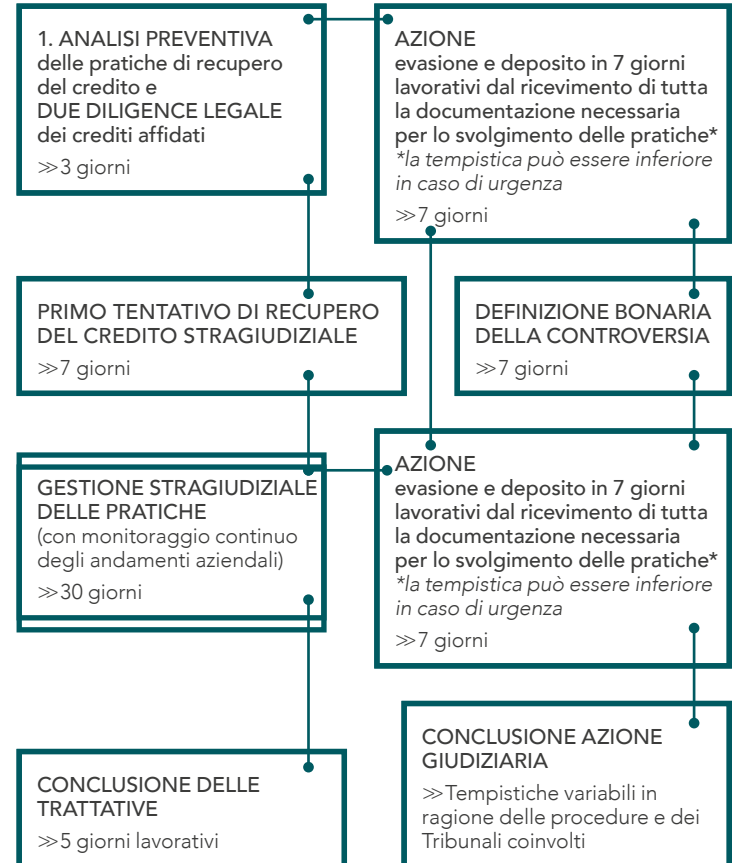 1. ANALISI PREVENTIVA
delle pratiche di recupero
del credito e
DUE DILIGENCE LEGALE
dei crediti affidati
≫3 giorni
AZIONE
evasione e deposito in 7 giorni
lavorativi dal ricevimento di tutta
la documentazione necessaria
per lo svolgimento delle pratiche*
*la tempistica può essere inferiore
in caso di urgenza
≫7 giorni
PRIMO TENTATIVO DI RECUPERO
DEL CREDITO STRAGIUDIZIALE
≫7 giorni
DEFINIZIONE BONARIA
DELLA CONTROVERSIA
≫7 giorni
GESTIONE STRAGIUDIZIALE
DELLE PRATICHE
(con monitoraggio continuo
degli andamenti aziendali)
≫30 giorni
AZIONE
evasione e deposito in 7 giorni
lavorativi dal ricevimento di tutta
la documentazione necessaria
per lo svolgimento delle pratiche*
*la tempistica può essere inferiore
in caso di urgenza
≫7 giorni
CONCLUSIONE DELLE
TRATTATIVE
≫5 giorni lavorativi
CONCLUSIONE AZIONE
GIUDIZIARIA
≫Tempistiche variabili in
ragione delle procedure e dei
Tribunali coinvolti